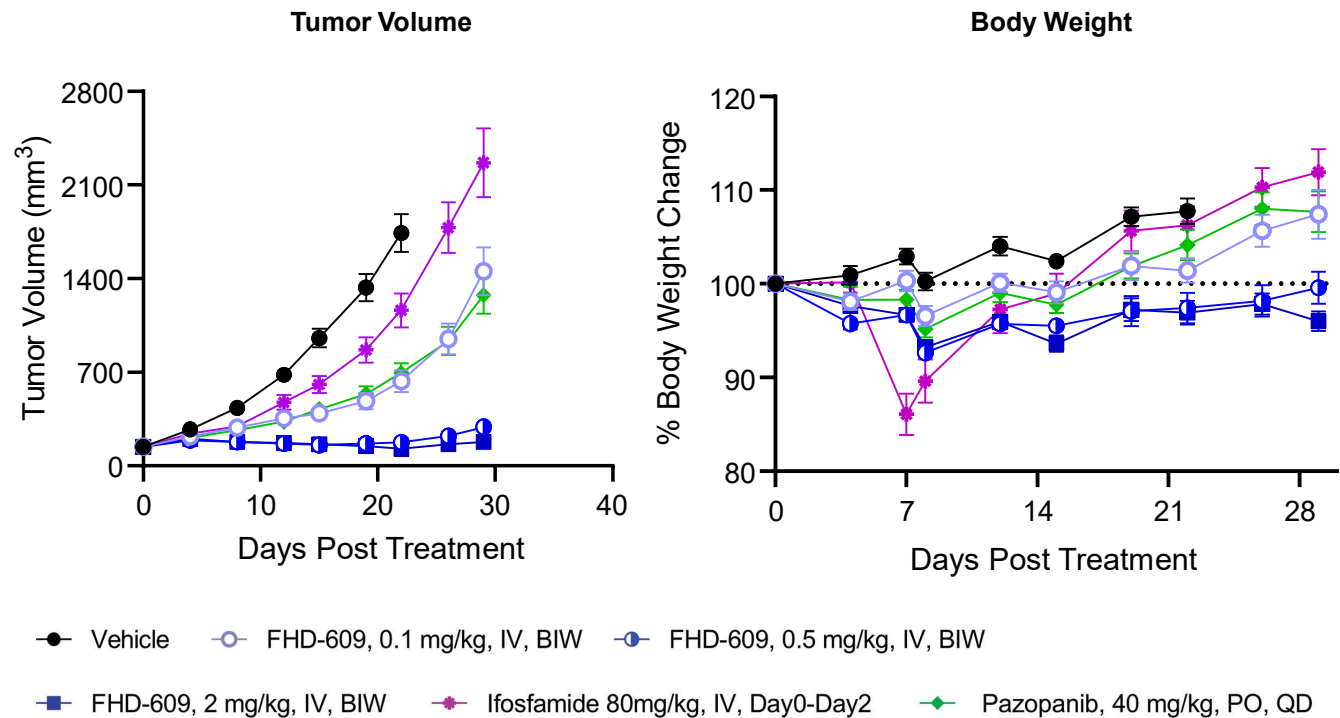 Tumor Volume
Body Weight
Tumor Volume (mm³)
2800
2100
1400
700
0
0 10 20 30 40
Days Post Treatment
% Body Weight Change
120
110
100
90
80
0 7 14 21 28
Days Post Treatment
Vehicle FHD-609, 0.1 mg/kg, IV, BIW FHD-609, 0.5 mg/kg, IV, BIW
FHD-609, 2 mg/kg, IV, BIW Ifosfamide 80mg/kg, IV, Day0-Day2 Pazopanib, 40 mg/kg, PO, QD